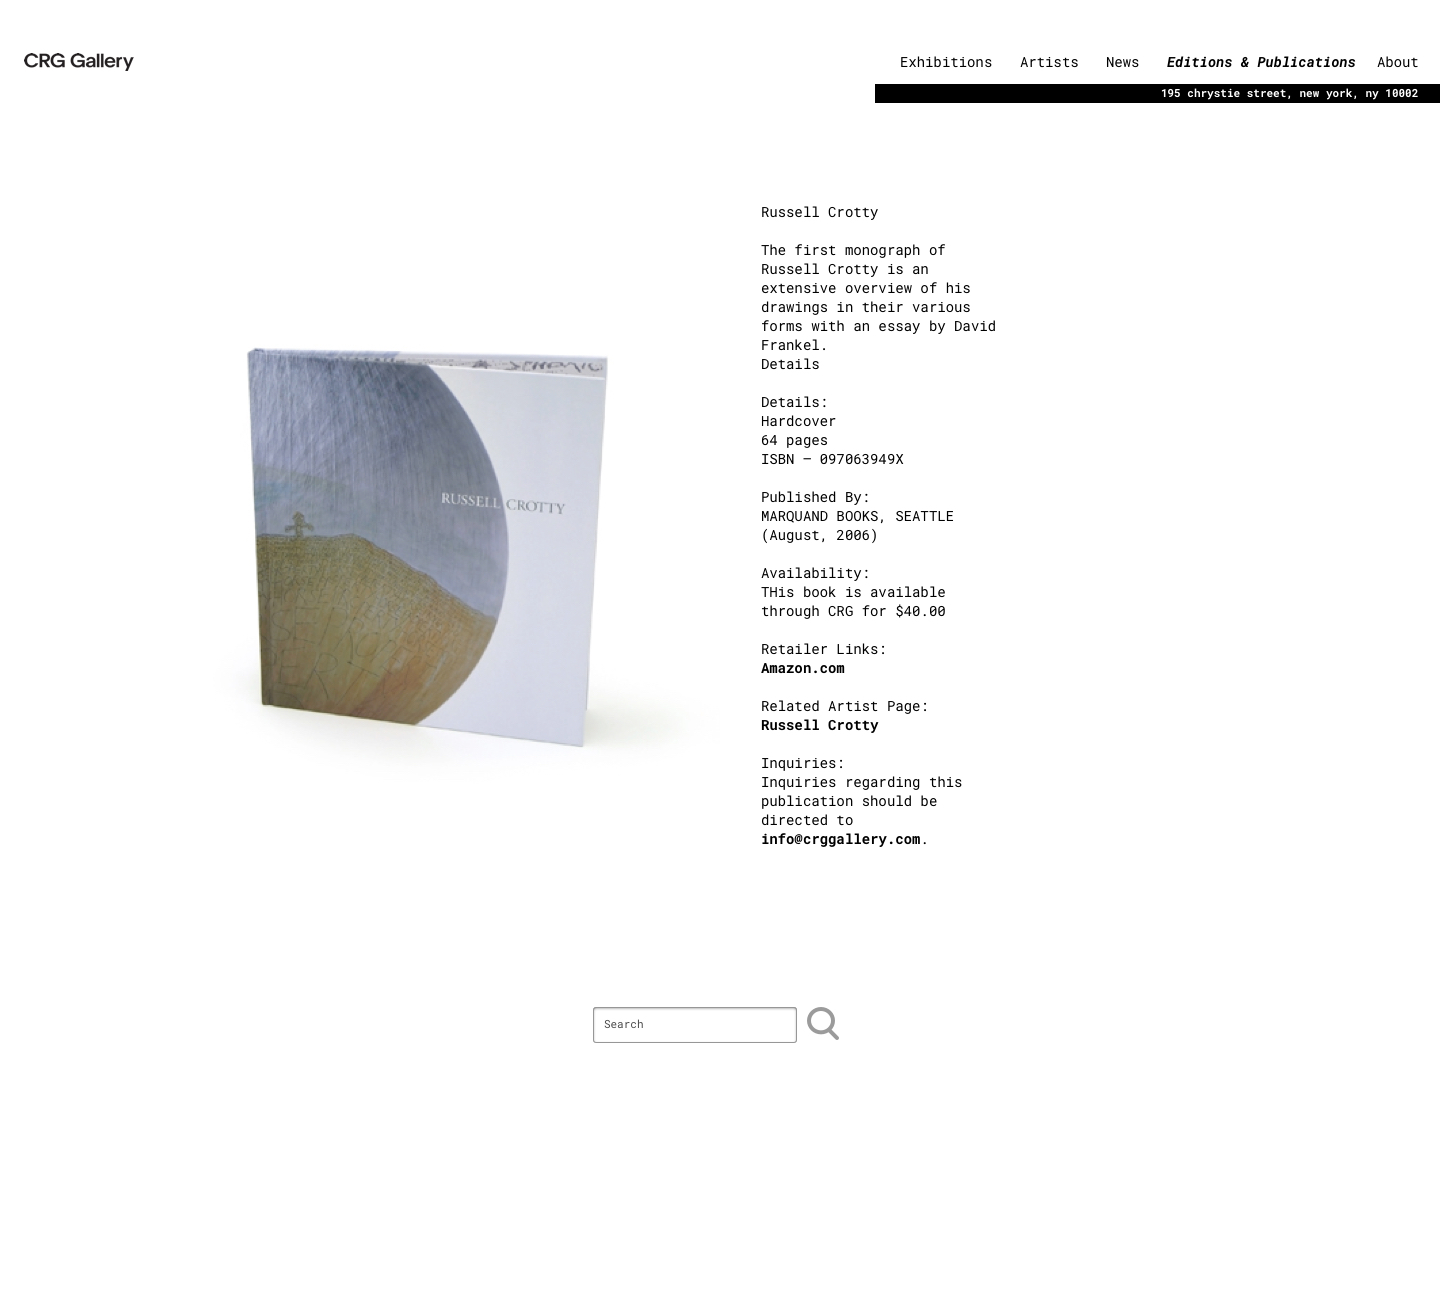 CRG Gallery
Exhibitions Artists News Editions & Publications About
195 chrystie street, new york, ny 10002
Russell Crotty
The first monograph of
Russell Crotty is an
extensive overview of his
drawings in their various
forms with an essay by David
Frankel.
Details
Details:
Hardcover
64 pages
ISBN – 097063949X
Published By:
MARQUAND BOOKS, SEATTLE
(August, 2006)
Availability:
THis book is available
through CRG for $40.00
Retailer Links:
Amazon.com
Related Artist Page:
Russell Crotty
Inquiries:
Inquiries regarding this
publication should be
directed to
info@crggallery.com.
RUSSELL CROTTY
Search